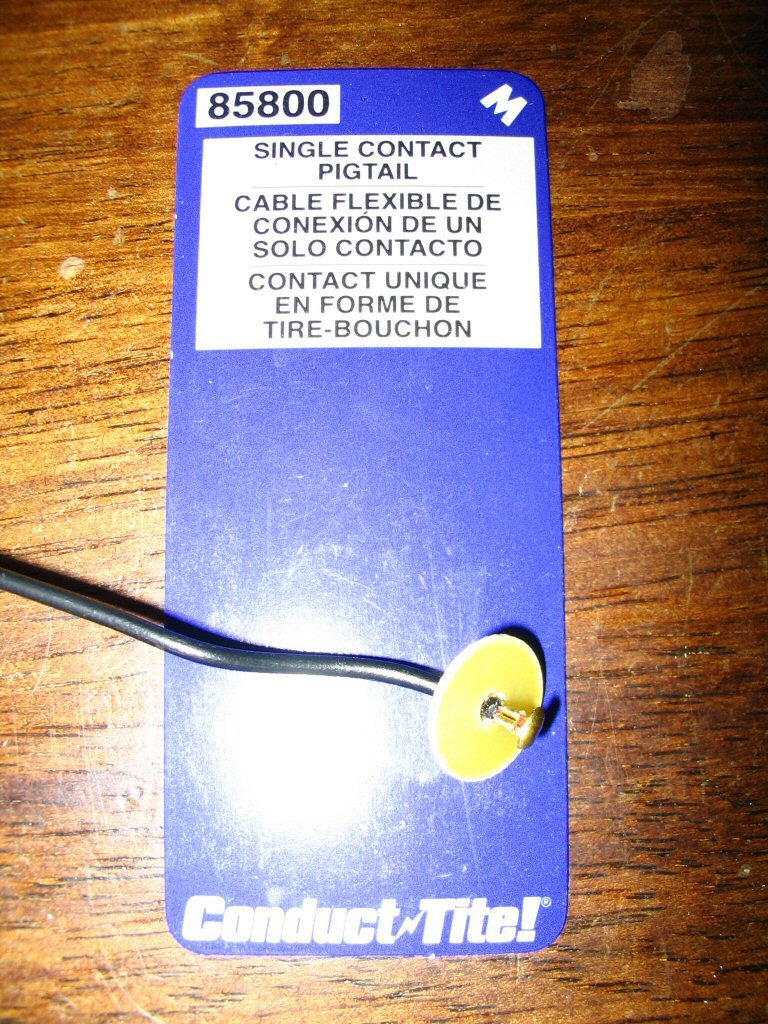 85800 M
SINGLE CONTACT
PIGTAIL
CABLE FLEXIBLE DE
CONEXIÓN DE UN
SOLO CONTACTO
CONTACT UNIQUE
EN FORME DE
TIRE-BOUCHON
Conduct Tite!®